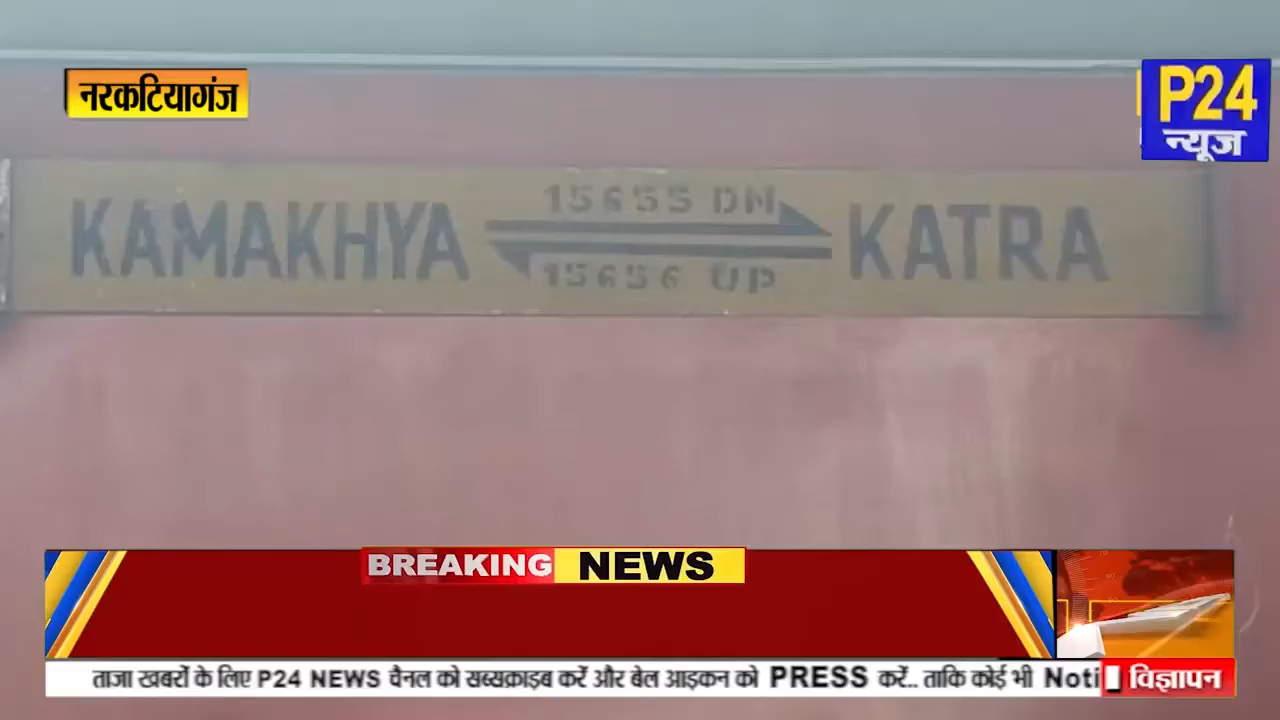 नरकटियागंज
P24
न्यूज
15655 DN
KAMAKHYA KATRA
15656 UP
BREAKING NEWS
ताजा खबरों के लिए P24 NEWS चैनल को सब्सक्राइब करें और बेल आइकन को PRESS करें.. ताकि कोई भी Noti
विज्ञापन